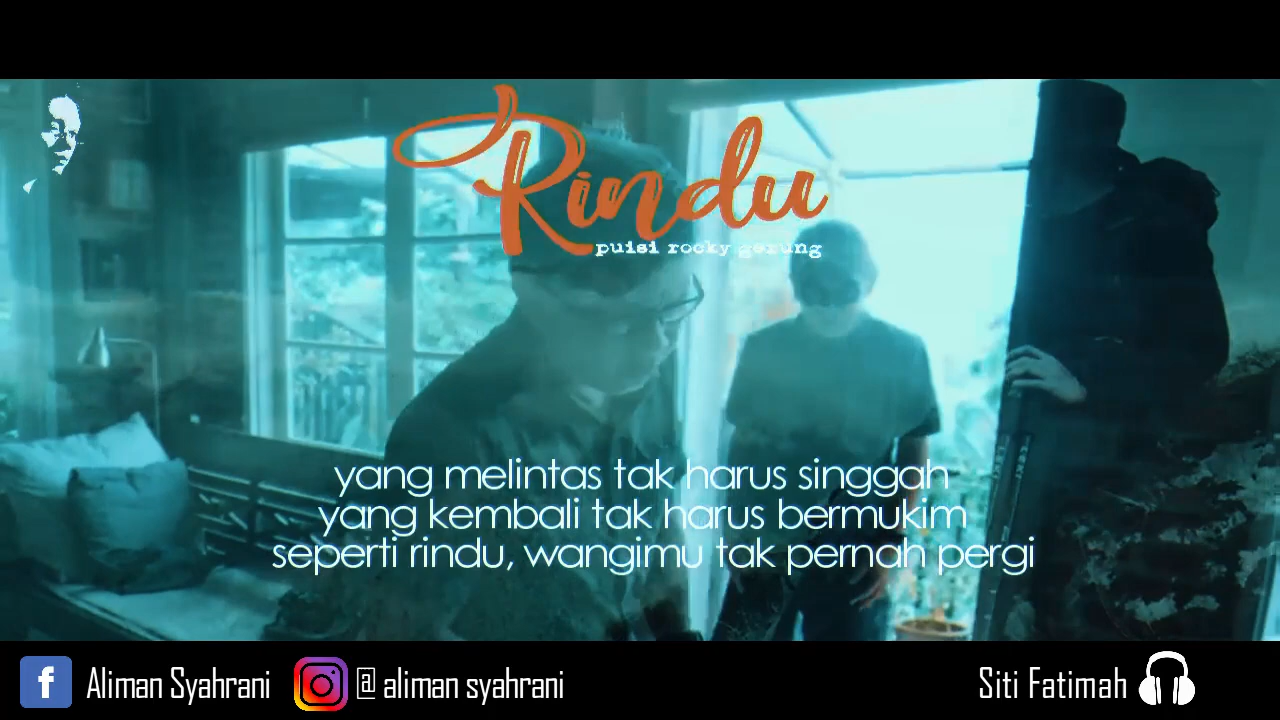 Rindu
puisi rocky gerung
yang melintas tak harus singgah
yang kembali tak harus bermukim
seperti rindu, wangimu tak pernah pergi
f Aliman Syahrani @ aliman syahrani Siti Fatimah